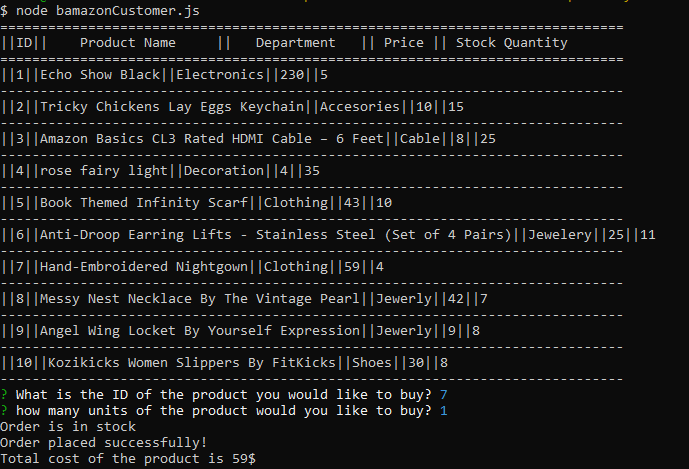 $ node bamazonCustomer.js
==============================================================================
||ID||    Product Name     ||   Department   || Price || Stock Quantity
==============================================================================
||1||Echo Show Black||Electronics||230||5
------------------------------------------------------------------------------
||2||Tricky Chickens Lay Eggs Keychain||Accesories||10||15
------------------------------------------------------------------------------
||3||Amazon Basics CL3 Rated HDMI Cable – 6 Feet||Cable||8||25
------------------------------------------------------------------------------
||4||rose fairy light||Decoration||4||35
------------------------------------------------------------------------------
||5||Book Themed Infinity Scarf||Clothing||43||10
------------------------------------------------------------------------------
||6||Anti-Droop Earring Lifts - Stainless Steel (Set of 4 Pairs)||Jewelery||25||11
------------------------------------------------------------------------------
||7||Hand-Embroidered Nightgown||Clothing||59||4
------------------------------------------------------------------------------
||8||Messy Nest Necklace By The Vintage Pearl||Jewerly||42||7
------------------------------------------------------------------------------
||9||Angel Wing Locket By Yourself Expression||Jewerly||9||8
------------------------------------------------------------------------------
||10||Kozikicks Women Slippers By FitKicks||Shoes||30||8
------------------------------------------------------------------------------
? What is the ID of the product you would like to buy? 7
? how many units of the product would you like to buy? 1
Order is in stock
Order placed successfully!
Total cost of the product is 59$